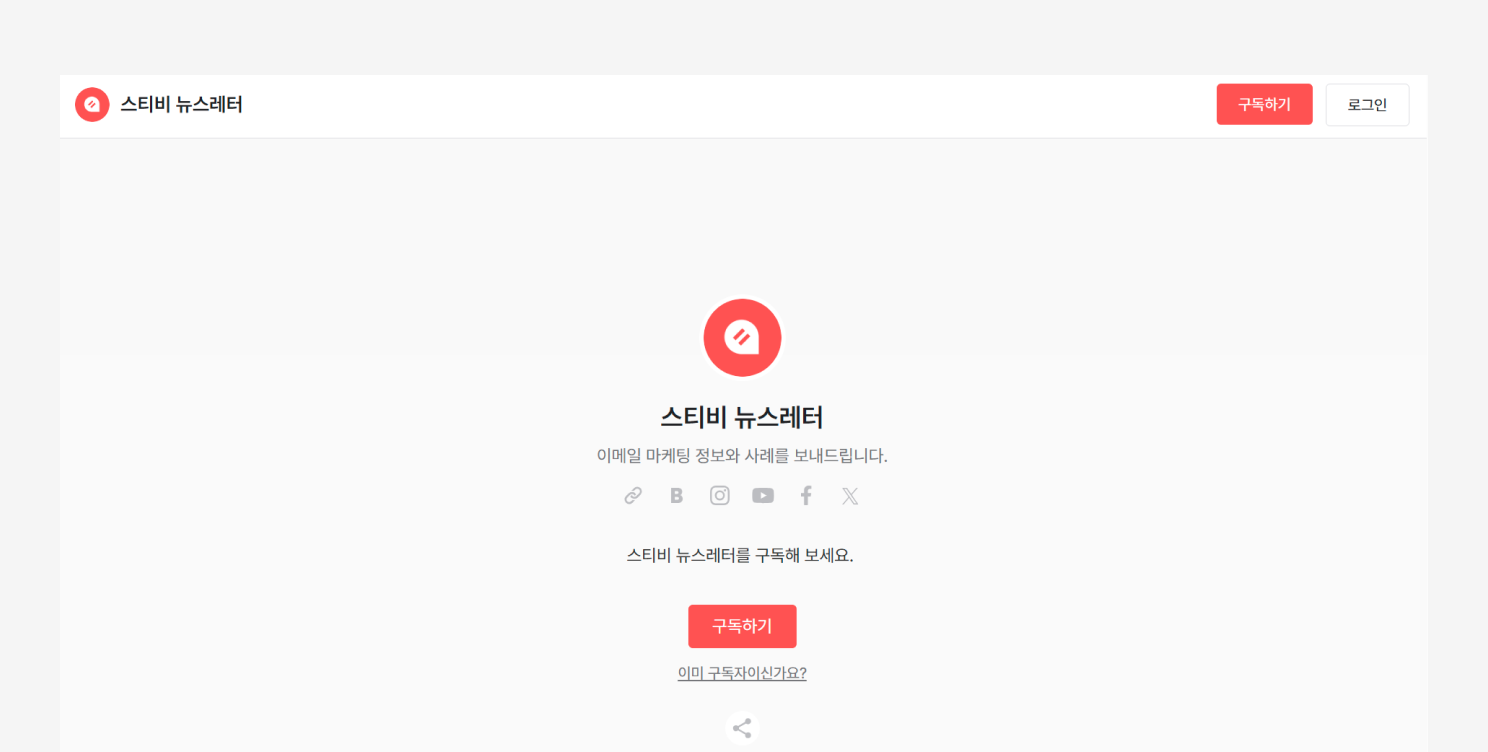 스티비 뉴스레터
구독하기
로그인
스티비 뉴스레터
이메일 마케팅 정보와 사례를 보내드립니다.
스티비 뉴스레터를 구독해 보세요.
구독하기
이미 구독자이신가요?